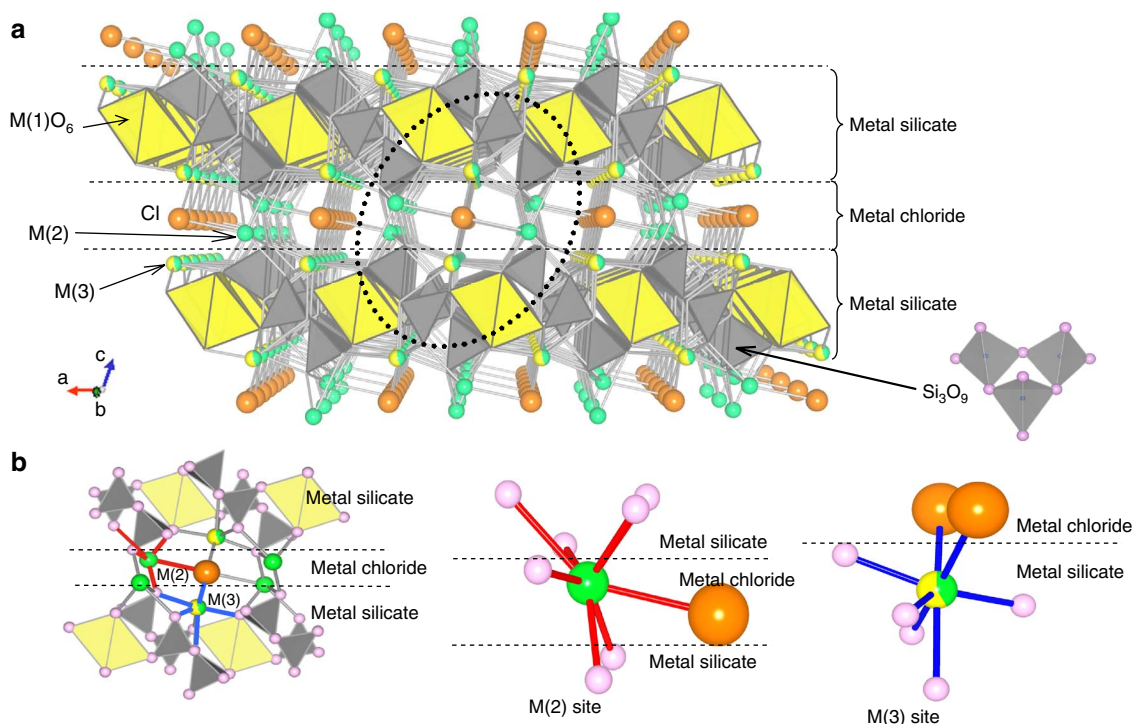 a
M(1)O6
Metal silicate
Cl
Metal chloride
M(2)
M(3)
Metal silicate
c
a
b
Si3O9
b
Metal silicate
M(2)
Metal chloride
M(3)
Metal silicate
Metal silicate
Metal chloride
Metal silicate
M(2) site
Metal chloride
Metal silicate
M(3) site